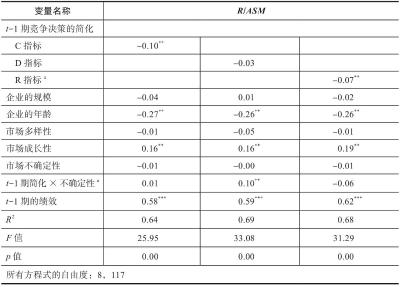 变量名称 R/ASM
t-1 期竞争决策的简化
C 指标 -0.10**
D 指标 -0.03
R 指标ᵃ -0.07**
企业的规模 -0.04 0.01 -0.02
企业的年龄 -0.27** -0.26** -0.26**
市场多样性 -0.01 -0.05 -0.01
市场成长性 0.16** 0.16** 0.19**
市场不确定性 -0.01 -0.00 -0.01
t-1 期简化×不确定性ᵃ 0.01 0.10** -0.06
t-1 期的绩效 0.58*** 0.59*** 0.62***
R² 0.64 0.69 0.68
F 值 25.95 33.08 31.29
p 值 0.00 0.00 0.00
所有方程式的自由度：8，117